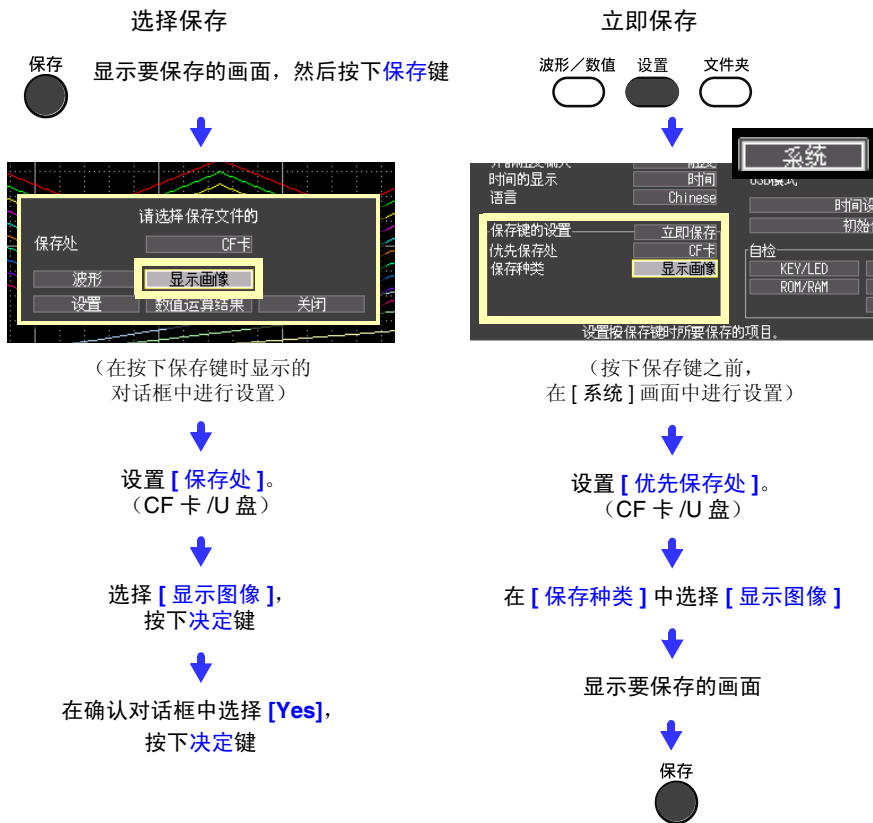 选择保存
保存
显示要保存的画面，然后按下保存键
请选择保存文件的
保存处 CF卡
波形 显示画像
设置 数值运算结果 关闭
（在按下保存键时显示的
对话框中进行设置）
设置 [ 保存处 ]。
（CF 卡 /U 盘）
选择 [ 显示图像 ]，
按下决定键
在确认对话框中选择 [Yes]，
按下决定键
立即保存
波形／数值 设置 文件夹
系统
时间的显示 时间
语言 Chinese
保存键的设置 立即保存
优先保存处 CF卡
保存种类 显示画像
时间设
初始
自检
KEY/LED
ROM/RAM
设置按保存键时所要保存的项目。
（按下保存键之前，
在 [ 系统 ] 画面中进行设置）
设置 [ 优先保存处 ]。
（CF 卡 /U 盘）
在 [ 保存种类 ] 中选择 [ 显示图像 ]
显示要保存的画面
保存